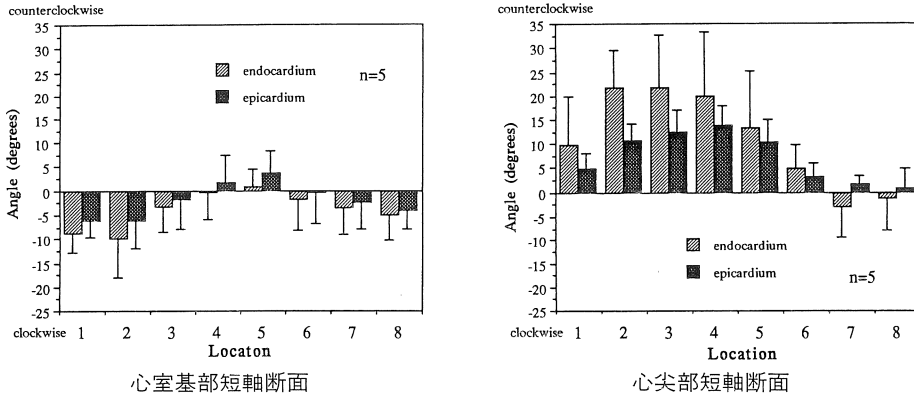 counterclockwise
35
30
25
20
15
10
5
0
-5
-10
-15
-20
-25
Angle (degrees)
endocardium
epicardium
n=5
clockwise
1 2 3 4 5 6 7 8
Locaton
心室基部短軸断面
counterclockwise
35
30
25
20
15
10
5
0
-5
-10
-15
-20
-25
Angle (degrees)
endocardium
epicardium
n=5
clockwise
1 2 3 4 5 6 7 8
Location
心尖部短軸断面